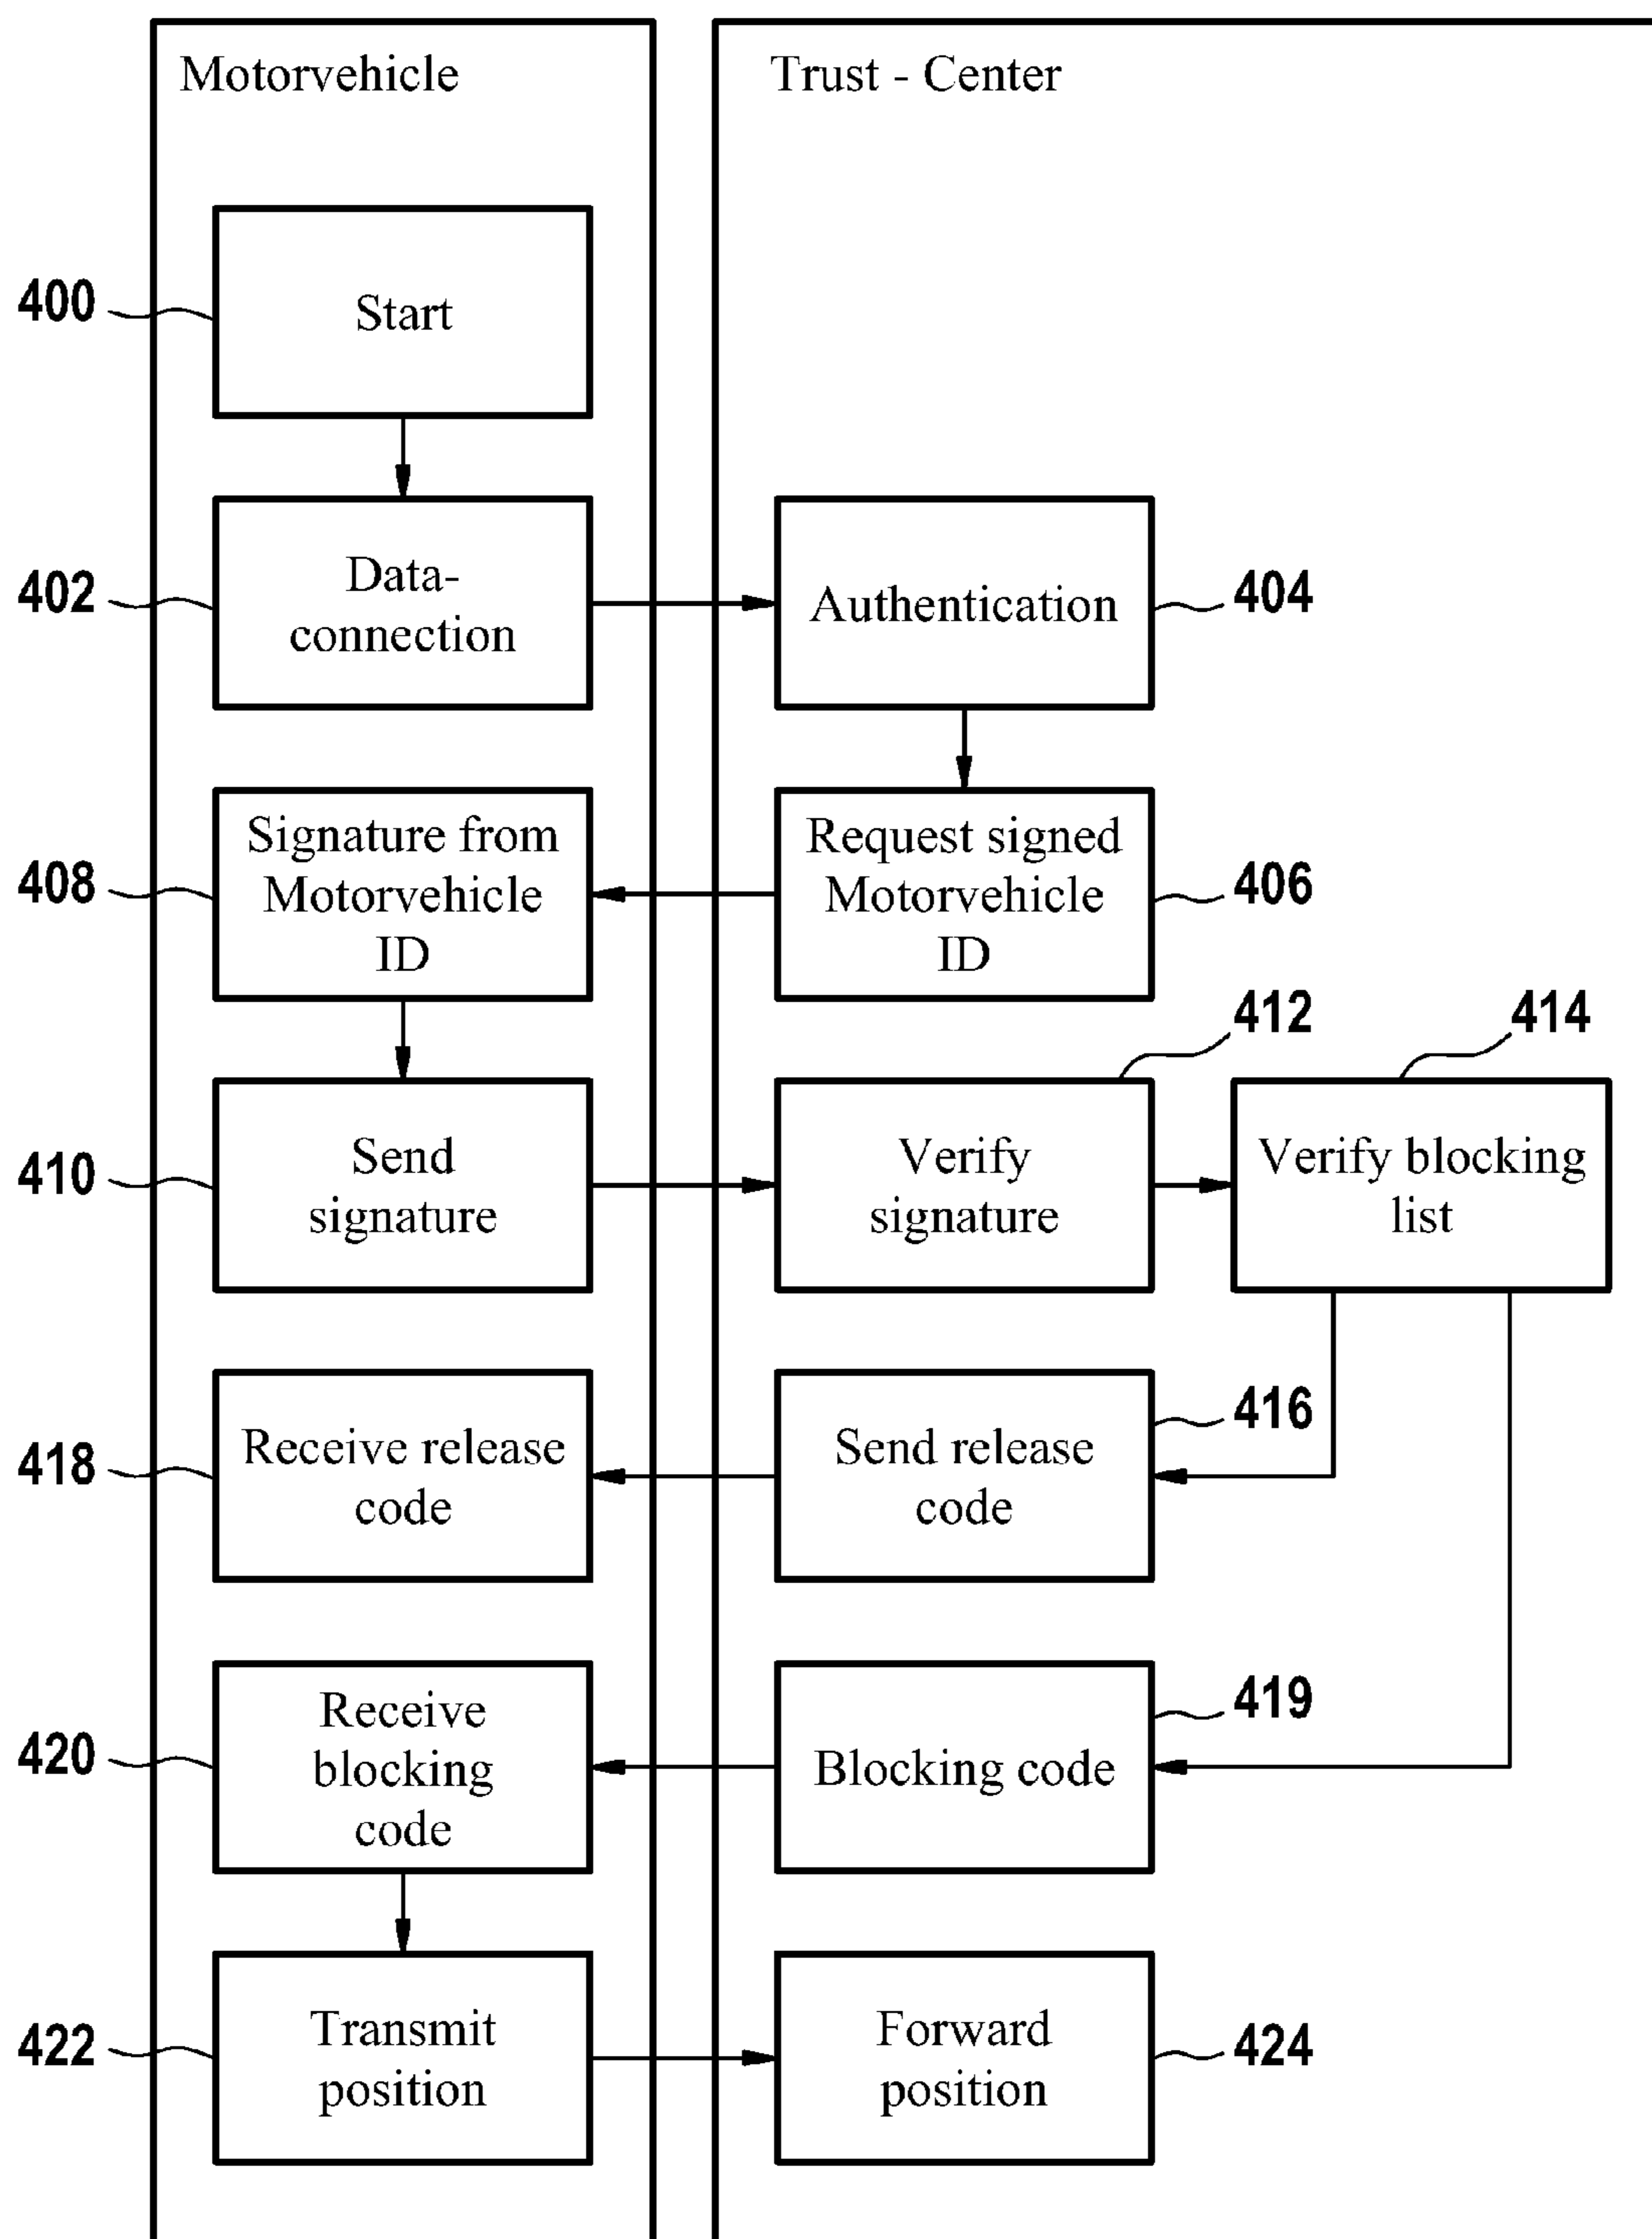 Motorvehicle
Trust - Center
400
Start
402
Data-
connection
Authentication
404
408
Signature from
Motorvehicle
ID
Request signed
Motorvehicle
ID
406
412
414
410
Send
signature
Verify
signature
Verify blocking
list
418
Receive release
code
Send release
code
416
420
Receive
blocking
code
Blocking code
419
422
Transmit
position
Forward
position
424